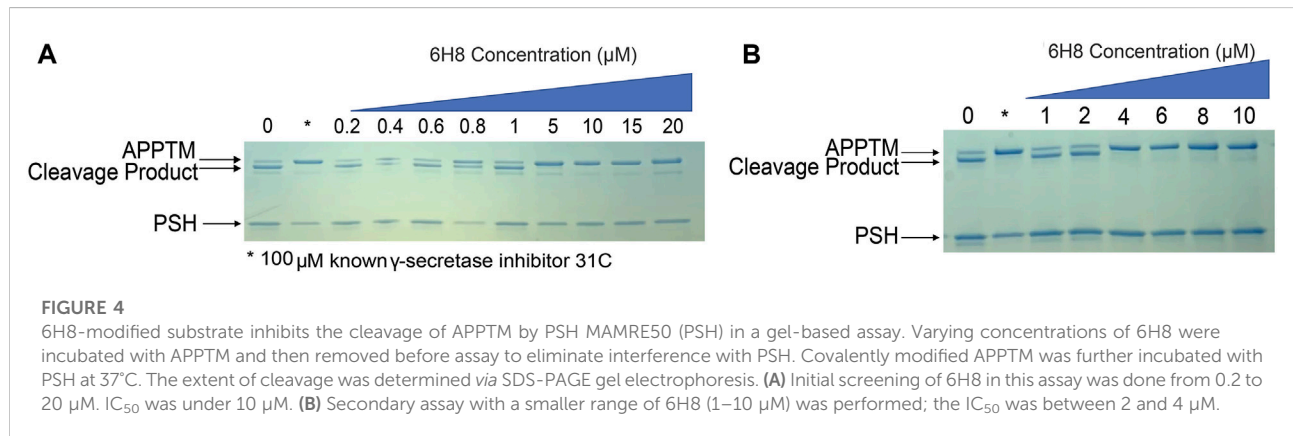 A
6H8 Concentration (μM)
0 * 0.2 0.4 0.6 0.8 1 5 10 15 20
APPTM
Cleavage Product
PSH
* 100 μM known γ-secretase inhibitor 31C
B
6H8 Concentration (μM)
0 * 1 2 4 6 8 10
APPTM
Cleavage Product
PSH
FIGURE 4
6H8-modified substrate inhibits the cleavage of APPTM by PSH MAMRE50 (PSH) in a gel-based assay. Varying concentrations of 6H8 were
incubated with APPTM and then removed before assay to eliminate interference with PSH. Covalently modified APPTM was further incubated with
PSH at 37°C. The extent of cleavage was determined via SDS-PAGE gel electrophoresis. (A) Initial screening of 6H8 in this assay was done from 0.2 to
20 μM. IC50 was under 10 μM. (B) Secondary assay with a smaller range of 6H8 (1–10 μM) was performed; the IC50 was between 2 and 4 μM.